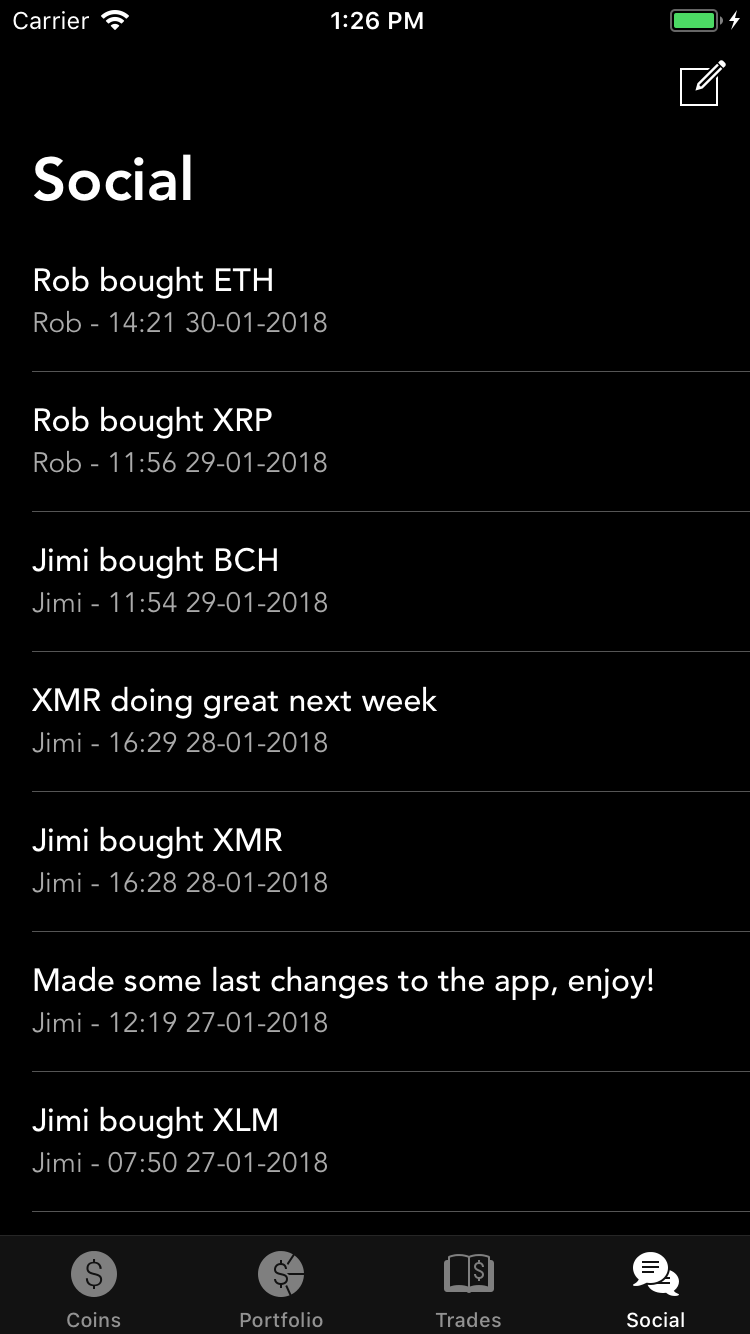 Carrier 1:26 PM
Social
Rob bought ETH
Rob - 14:21 30-01-2018
Rob bought XRP
Rob - 11:56 29-01-2018
Jimi bought BCH
Jimi - 11:54 29-01-2018
XMR doing great next week
Jimi - 16:29 28-01-2018
Jimi bought XMR
Jimi - 16:28 28-01-2018
Made some last changes to the app, enjoy!
Jimi - 12:19 27-01-2018
Jimi bought XLM
Jimi - 07:50 27-01-2018
Coins Portfolio Trades Social